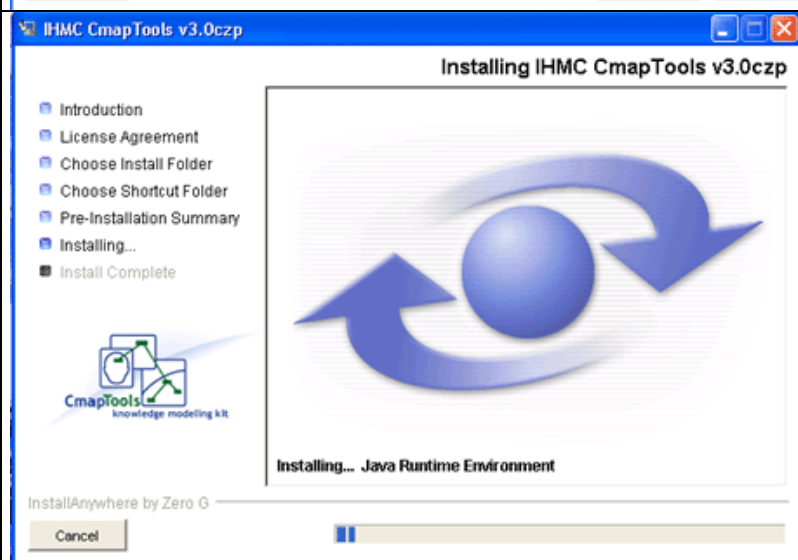 IHMC CmapTools v3.0czp
Installing IHMC CmapTools v3.0czp
Introduction
License Agreement
Choose Install Folder
Choose Shortcut Folder
Pre-Installation Summary
Installing...
Install Complete
CmapTools
knowledge modeling kit
Installing... Java Runtime Environment
InstallAnywhere by Zero G
Cancel